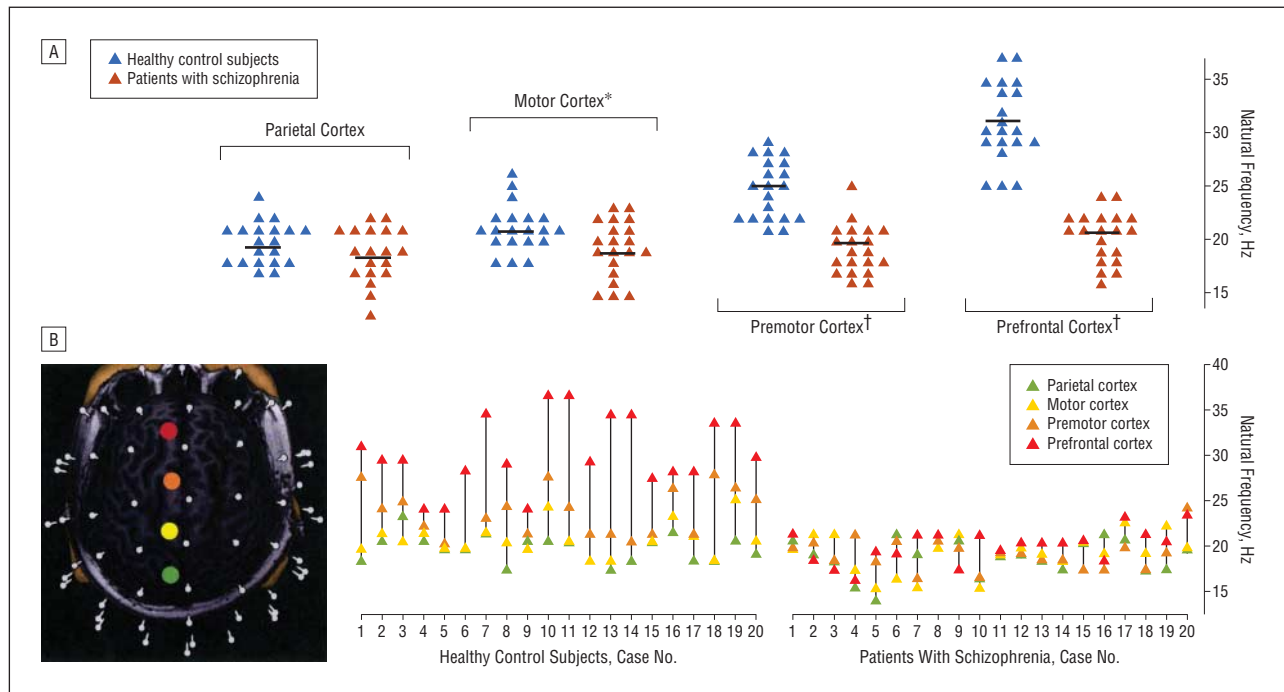 A
Healthy control subjects
Patients with schizophrenia
Parietal Cortex
Motor Cortex*
Premotor Cortex†
Prefrontal Cortex†
35
30
25
20
15
Natural Frequency, Hz
B
Parietal cortex
Motor cortex
Premotor cortex
Prefrontal cortex
40
35
30
25
20
15
Natural Frequency, Hz
1 2 3 4 5 6 7 8 9 10 11 12 13 14 15 16 17 18 19 20
Healthy Control Subjects, Case No.
1 2 3 4 5 6 7 8 9 10 11 12 13 14 15 16 17 18 19 20
Patients With Schizophrenia, Case No.